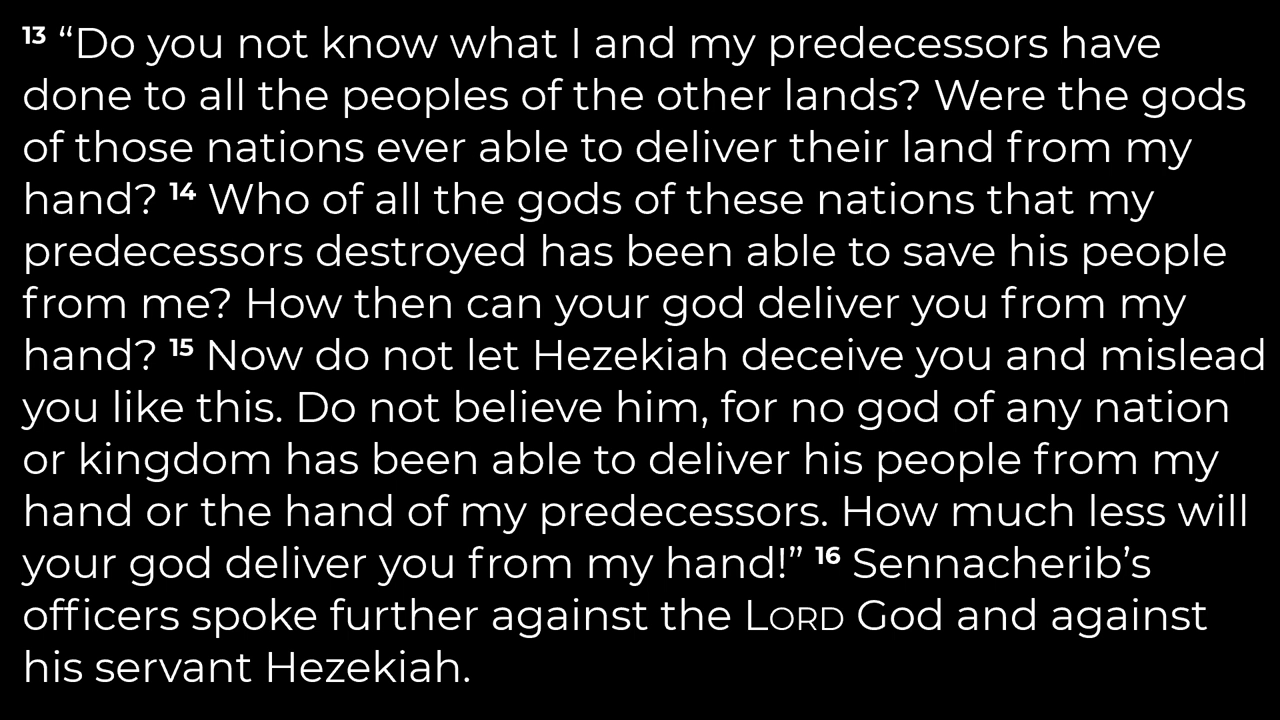 13 “Do you not know what I and my predecessors have
done to all the peoples of the other lands? Were the gods
of those nations ever able to deliver their land from my
hand? 14 Who of all the gods of these nations that my
predecessors destroyed has been able to save his people
from me? How then can your god deliver you from my
hand? 15 Now do not let Hezekiah deceive you and mislead
you like this. Do not believe him, for no god of any nation
or kingdom has been able to deliver his people from my
hand or the hand of my predecessors. How much less will
your god deliver you from my hand!” 16 Sennacherib’s
officers spoke further against the LORD God and against
his servant Hezekiah.